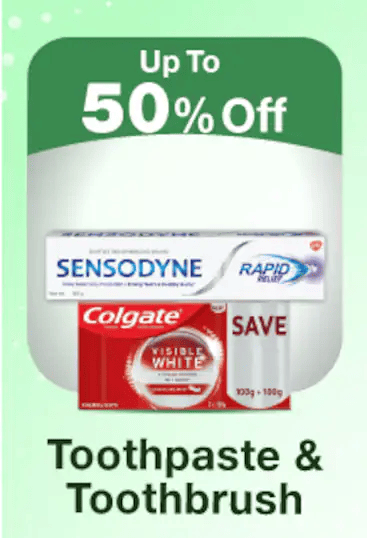 Up To
50% Off
SENSODYNE
RAPID
RELIEF
Colgate
SAVE
VISIBLE
WHITE
100g + 100g
Toothpaste &
Toothbrush